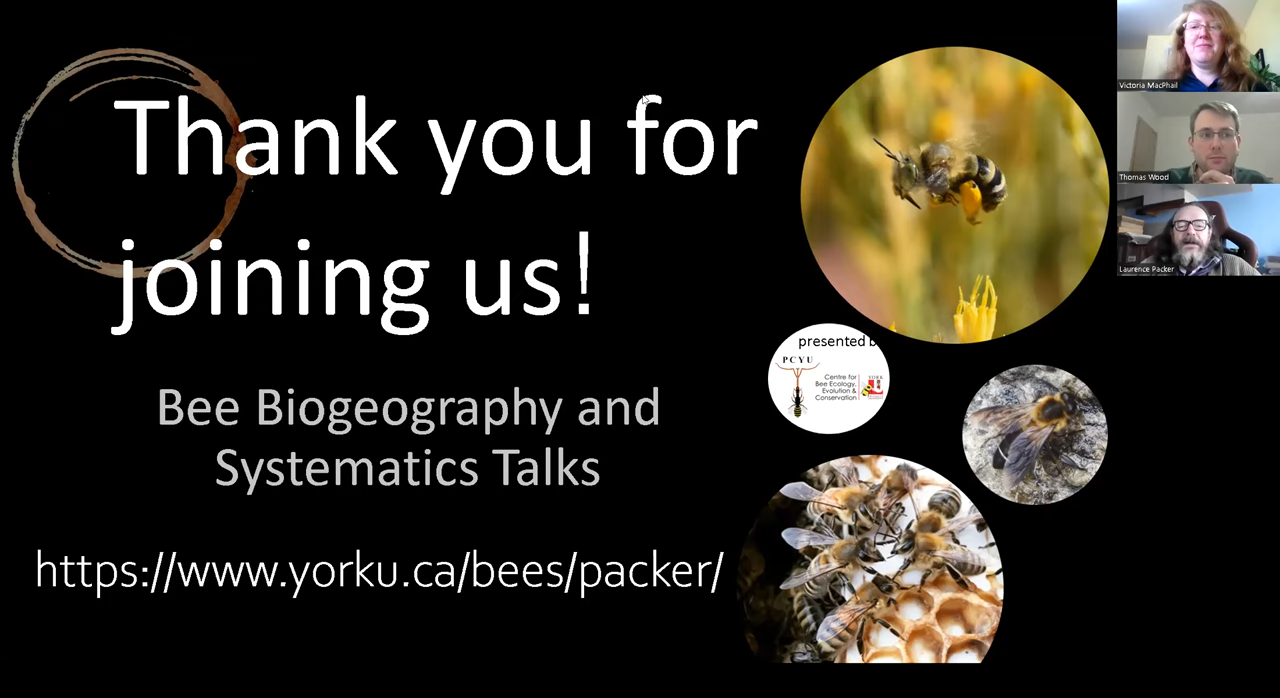 Thank you for
joining us!
Bee Biogeography and
Systematics Talks
https://www.yorku.ca/bees/packer/
presented b
PCYU
Centre for
Bee Ecology,
Evolution &
Conservation
Victoria MacPhail
Thomas Wood
Laurence Packer